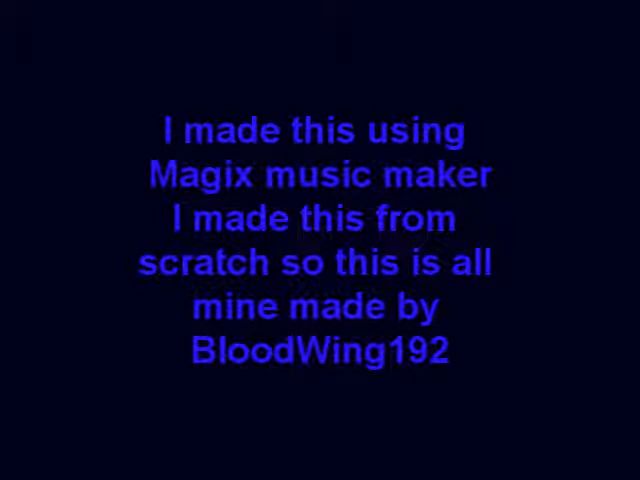 I made this using
Magix music maker
I made this from
scratch so this is all
mine made by
BloodWing192